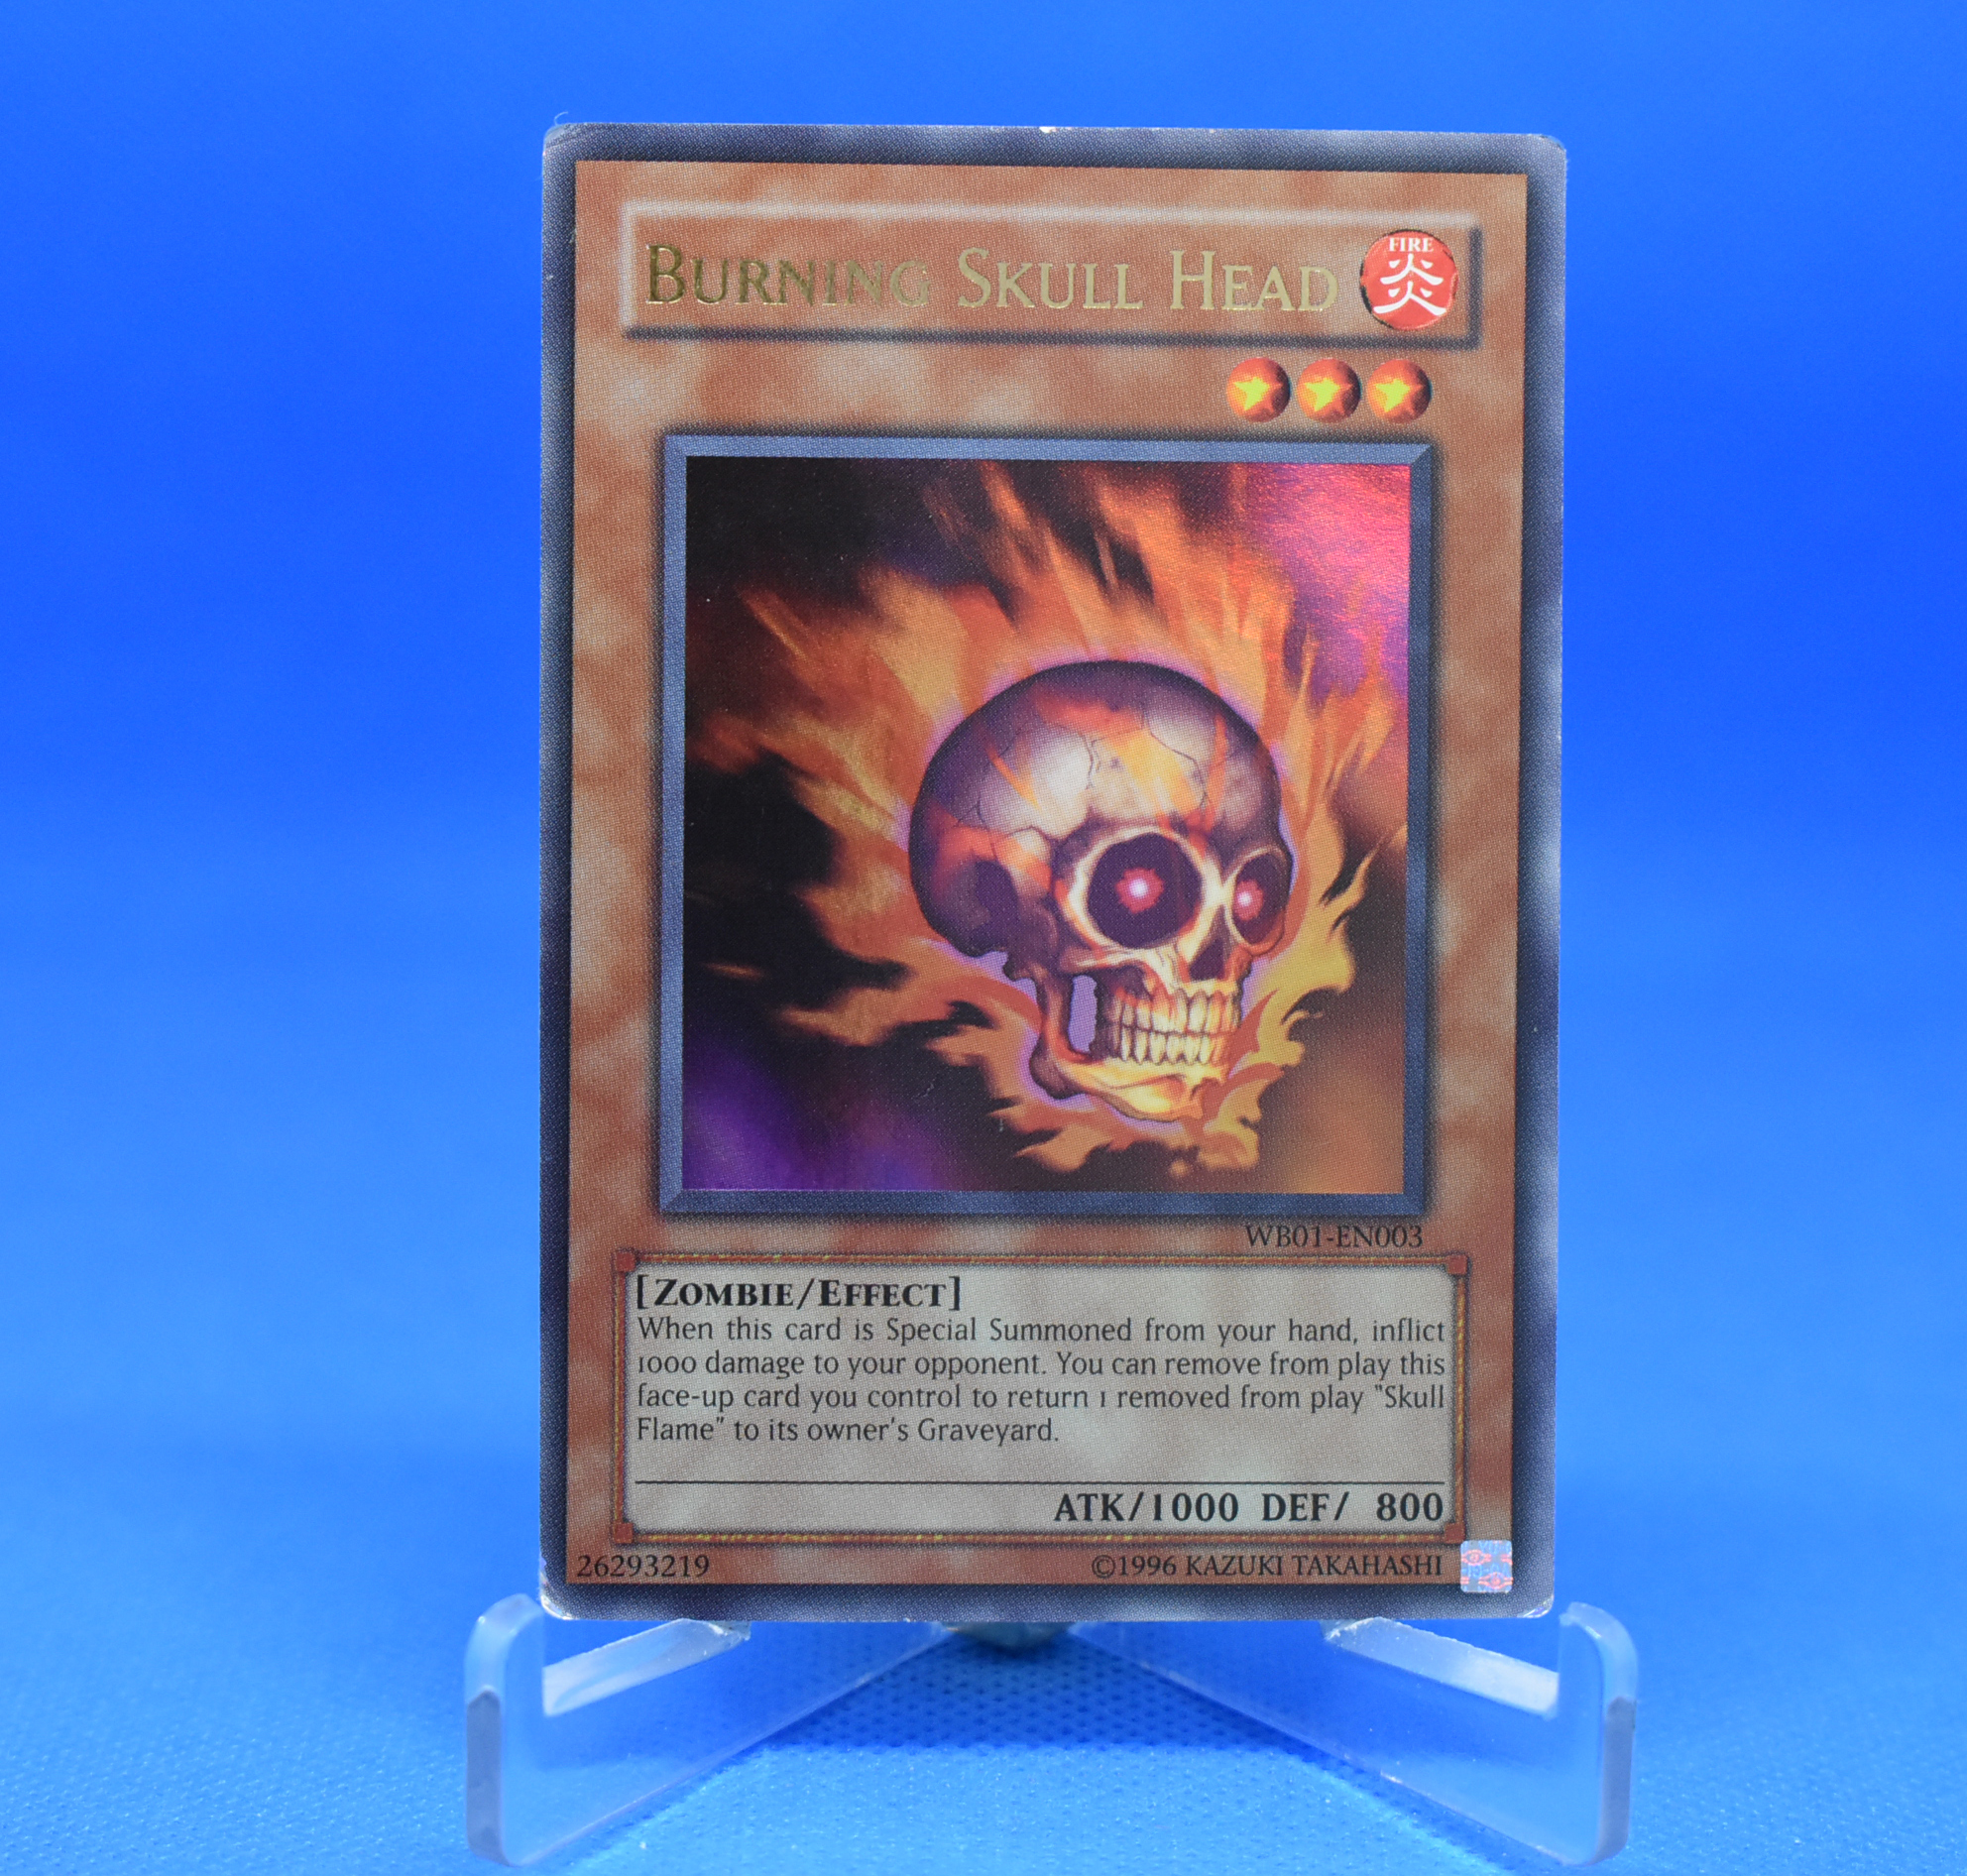 BURNING SKULL HEAD
FIRE
炎
WB01-EN003
[ZOMBIE/EFFECT]
When this card is Special Summoned from your hand, inflict
1000 damage to your opponent. You can remove from play this
face-up card you control to return 1 removed from play "Skull
Flame" to its owner's Graveyard.
ATK/1000 DEF/ 800
26293219
©1996 KAZUKI TAKAHASHI